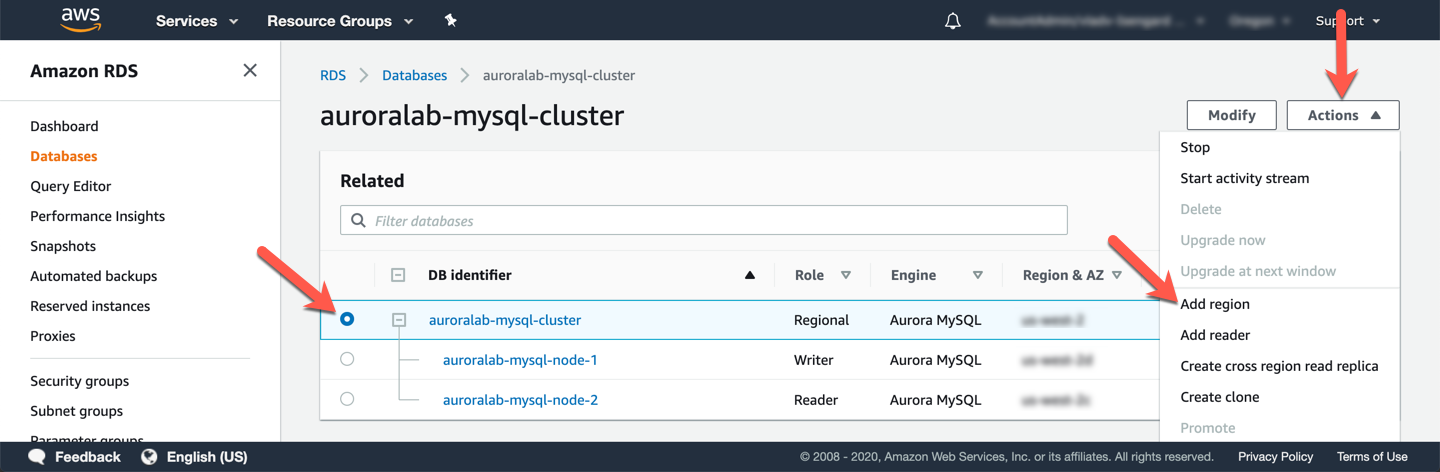 aws Services Resource Groups Support
Amazon RDS
RDS Databases auroralab-mysql-cluster
auroralab-mysql-cluster
Modify Actions
Dashboard
Databases
Query Editor
Performance Insights
Snapshots
Automated backups
Reserved instances
Proxies
Security groups
Subnet groups
Parameter groups
Related
Filter databases
DB identifier Role Engine Region & AZ
auroralab-mysql-cluster Regional Aurora MySQL
auroralab-mysql-node-1 Writer Aurora MySQL
auroralab-mysql-node-2 Reader Aurora MySQL
Stop
Start activity stream
Delete
Upgrade now
Upgrade at next window
Add region
Add reader
Create cross region read replica
Create clone
Promote
Feedback English (US) © 2008 - 2020, Amazon Web Services, Inc. or its affiliates. All rights reserved. Privacy Policy Terms of Use